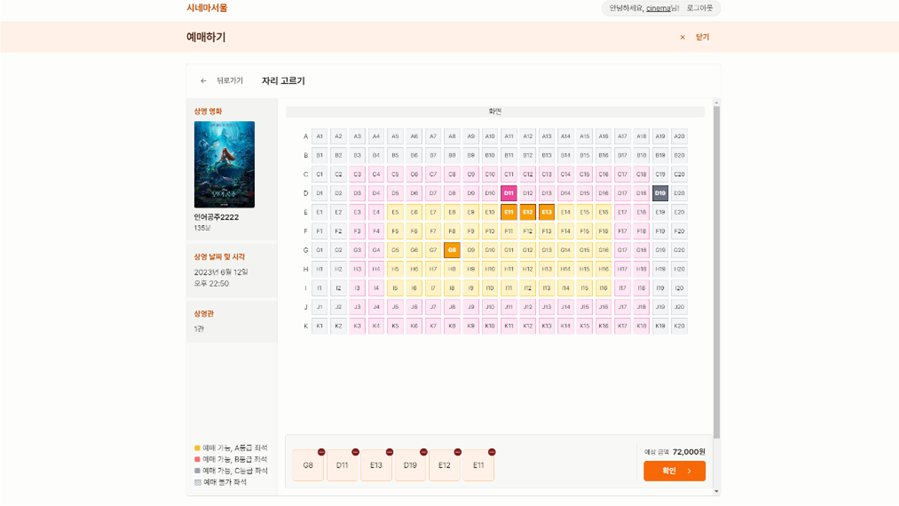 시네마서울
안녕하세요, cinema님! 로그아웃
예매하기
× 닫기
← 뒤로가기 자리 고르기
상영 영화
인어공주
인어공주2222
135분
상영 날짜 및 시각
2023년 6월 12일
오후 22:50
상영관
1관
예매 가능, A등급 좌석
예매 가능, B등급 좌석
예매 가능, C등급 좌석
예매 불가 좌석
화면
A A1 A2 A3 A4 A5 A6 A7 A8 A9 A10 A11 A12 A13 A14 A15 A16 A17 A18 A19 A20
B B1 B2 B3 B4 B5 B6 B7 B8 B9 B10 B11 B12 B13 B14 B15 B16 B17 B18 B19 B20
C C1 C2 C3 C4 C5 C6 C7 C8 C9 C10 C11 C12 C13 C14 C15 C16 C17 C18 C19 C20
D D1 D2 D3 D4 D5 D6 D7 D8 D9 D10 D11 D12 D13 D14 D15 D16 D17 D18 D19 D20
E E1 E2 E3 E4 E5 E6 E7 E8 E9 E10 E11 E12 E13 E14 E15 E16 E17 E18 E19 E20
F F1 F2 F3 F4 F5 F6 F7 F8 F9 F10 F11 F12 F13 F14 F15 F16 F17 F18 F19 F20
G G1 G2 G3 G4 G5 G6 G7 G8 G9 G10 G11 G12 G13 G14 G15 G16 G17 G18 G19 G20
H H1 H2 H3 H4 H5 H6 H7 H8 H9 H10 H11 H12 H13 H14 H15 H16 H17 H18 H19 H20
I I1 I2 I3 I4 I5 I6 I7 I8 I9 I10 I11 I12 I13 I14 I15 I16 I17 I18 I19 I20
J J1 J2 J3 J4 J5 J6 J7 J8 J9 J10 J11 J12 J13 J14 J15 J16 J17 J18 J19 J20
K K1 K2 K3 K4 K5 K6 K7 K8 K9 K10 K11 K12 K13 K14 K15 K16 K17 K18 K19 K20
G8 D11 E13 D19 E12 E11
예상 금액 72,000원
확인 >